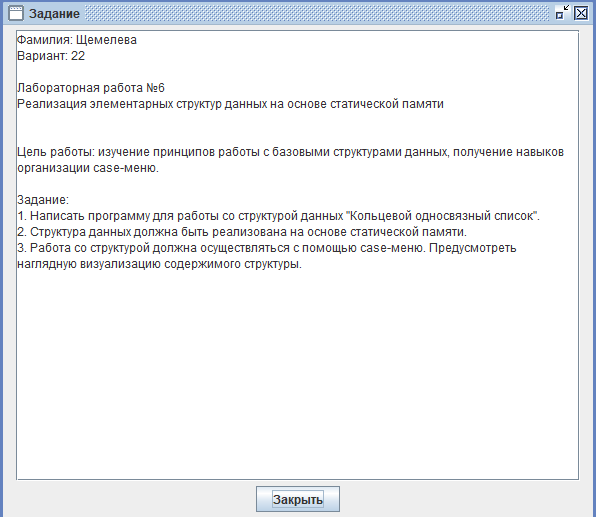 Задание
Фамилия: Щемелева
Вариант: 22
Лабораторная работа №6
Реализация элементарных структур данных на основе статической памяти
Цель работы: изучение принципов работы с базовыми структурами данных, получение навыков
организации case-меню.
Задание:
1. Написать программу для работы со структурой данных "Кольцевой односвязный список".
2. Структура данных должна быть реализована на основе статической памяти.
3. Работа со структурой должна осуществляться с помощью case-меню. Предусмотреть
наглядную визуализацию содержимого структуры.
Закрыть